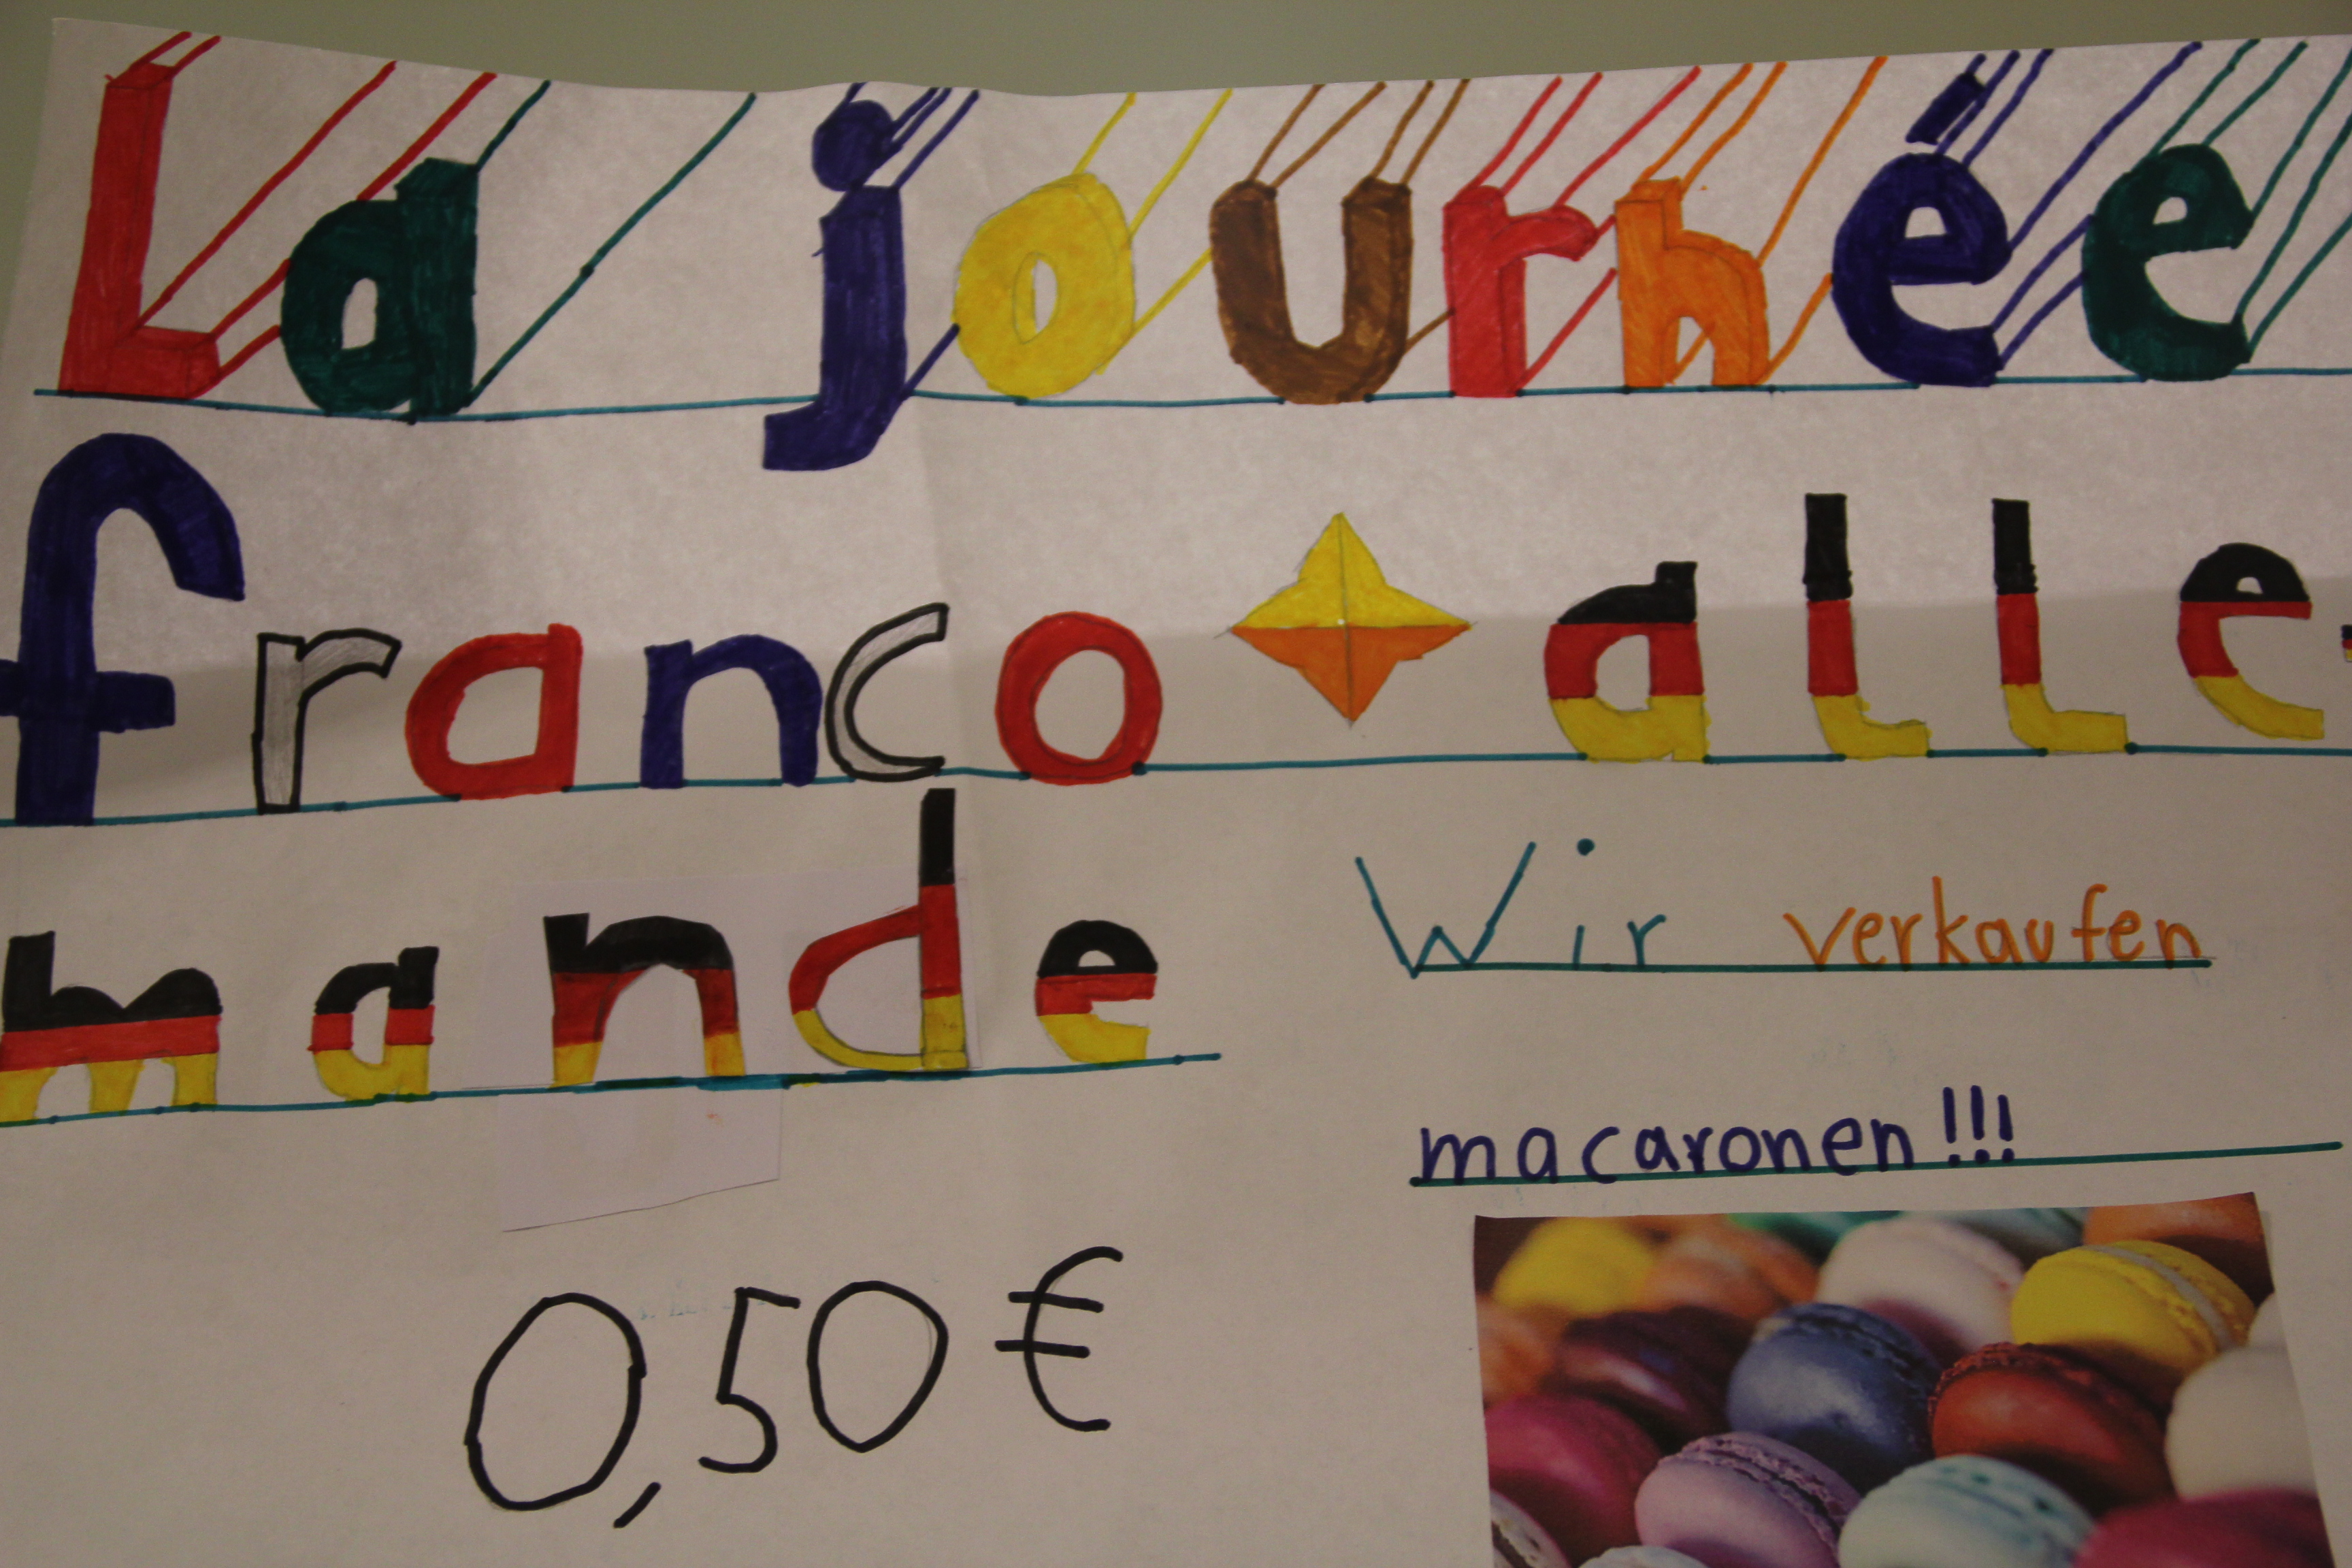 La journée
franco alle-
mande
Wir verkaufen
macaronen!!!
0,50€